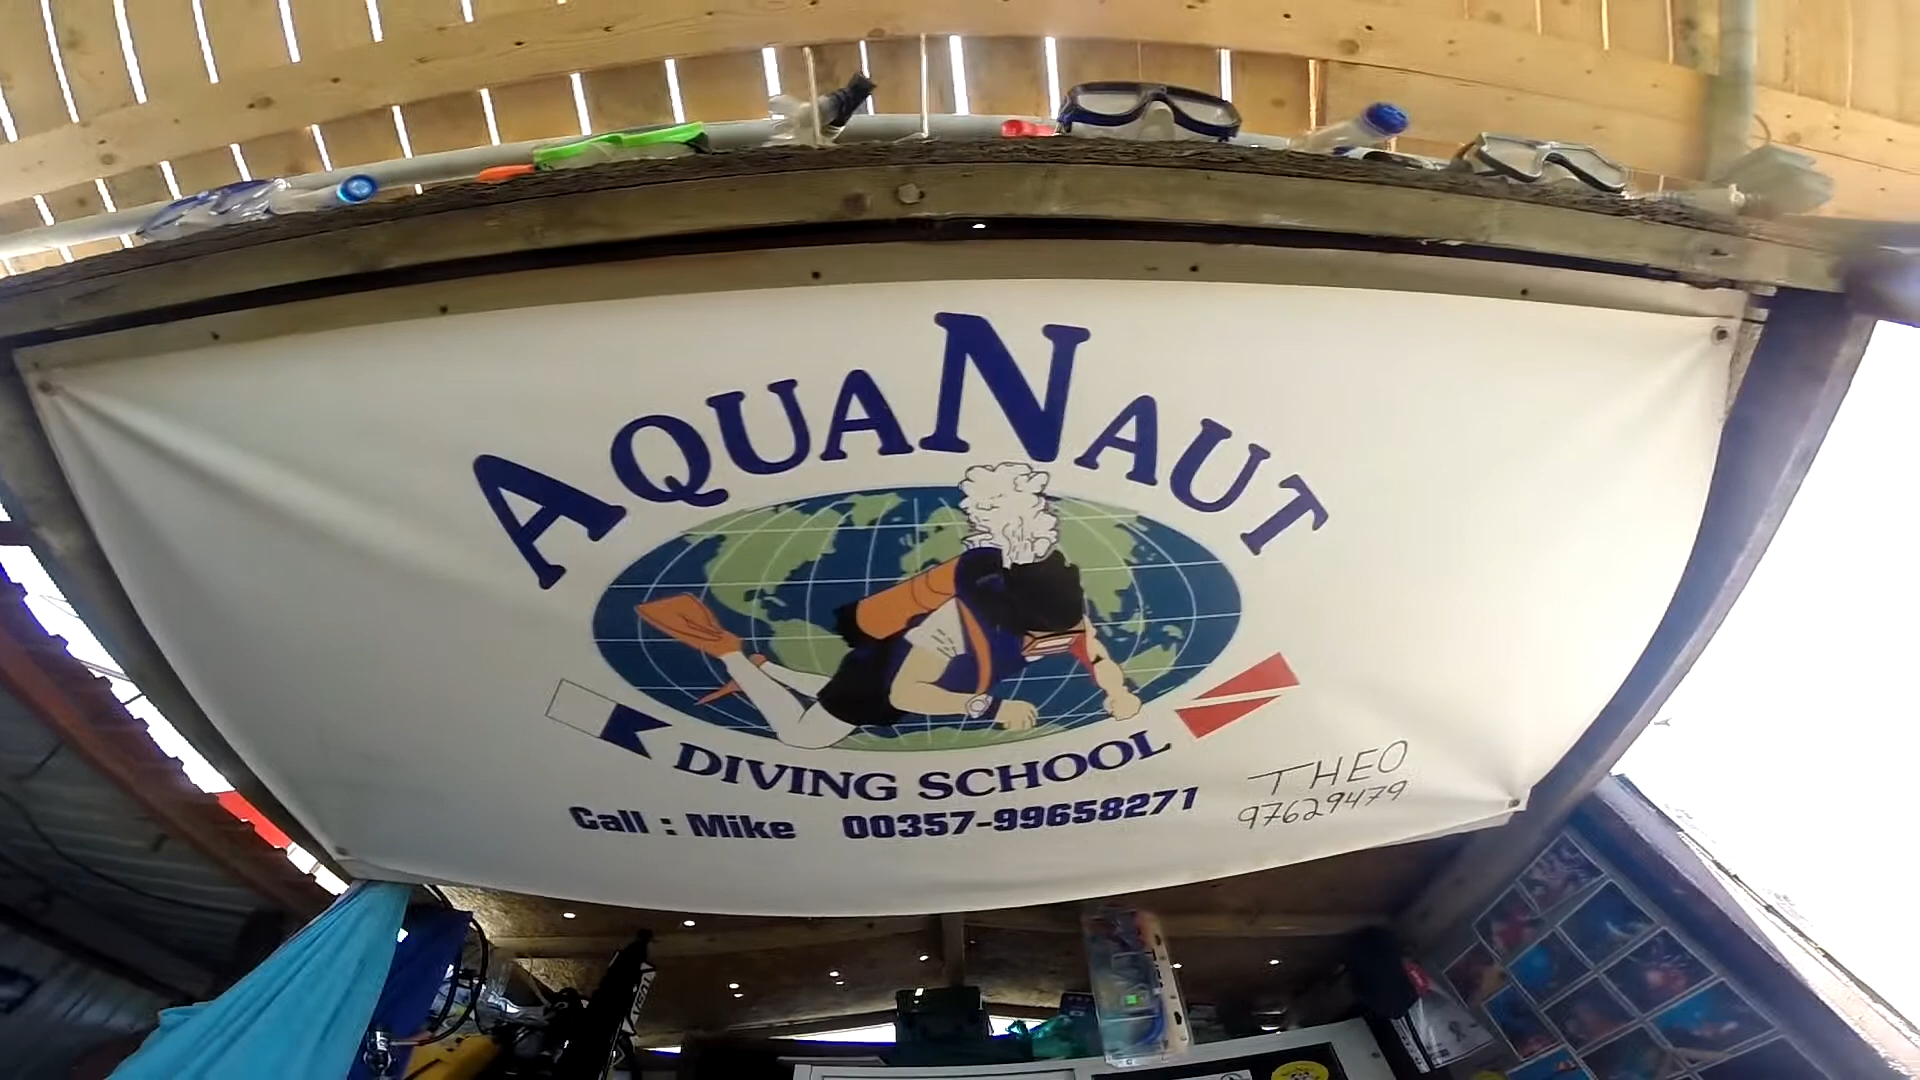 AQUANAUT
DIVING SCHOOL
Call : Mike 00357-99658271
THEO
97629479